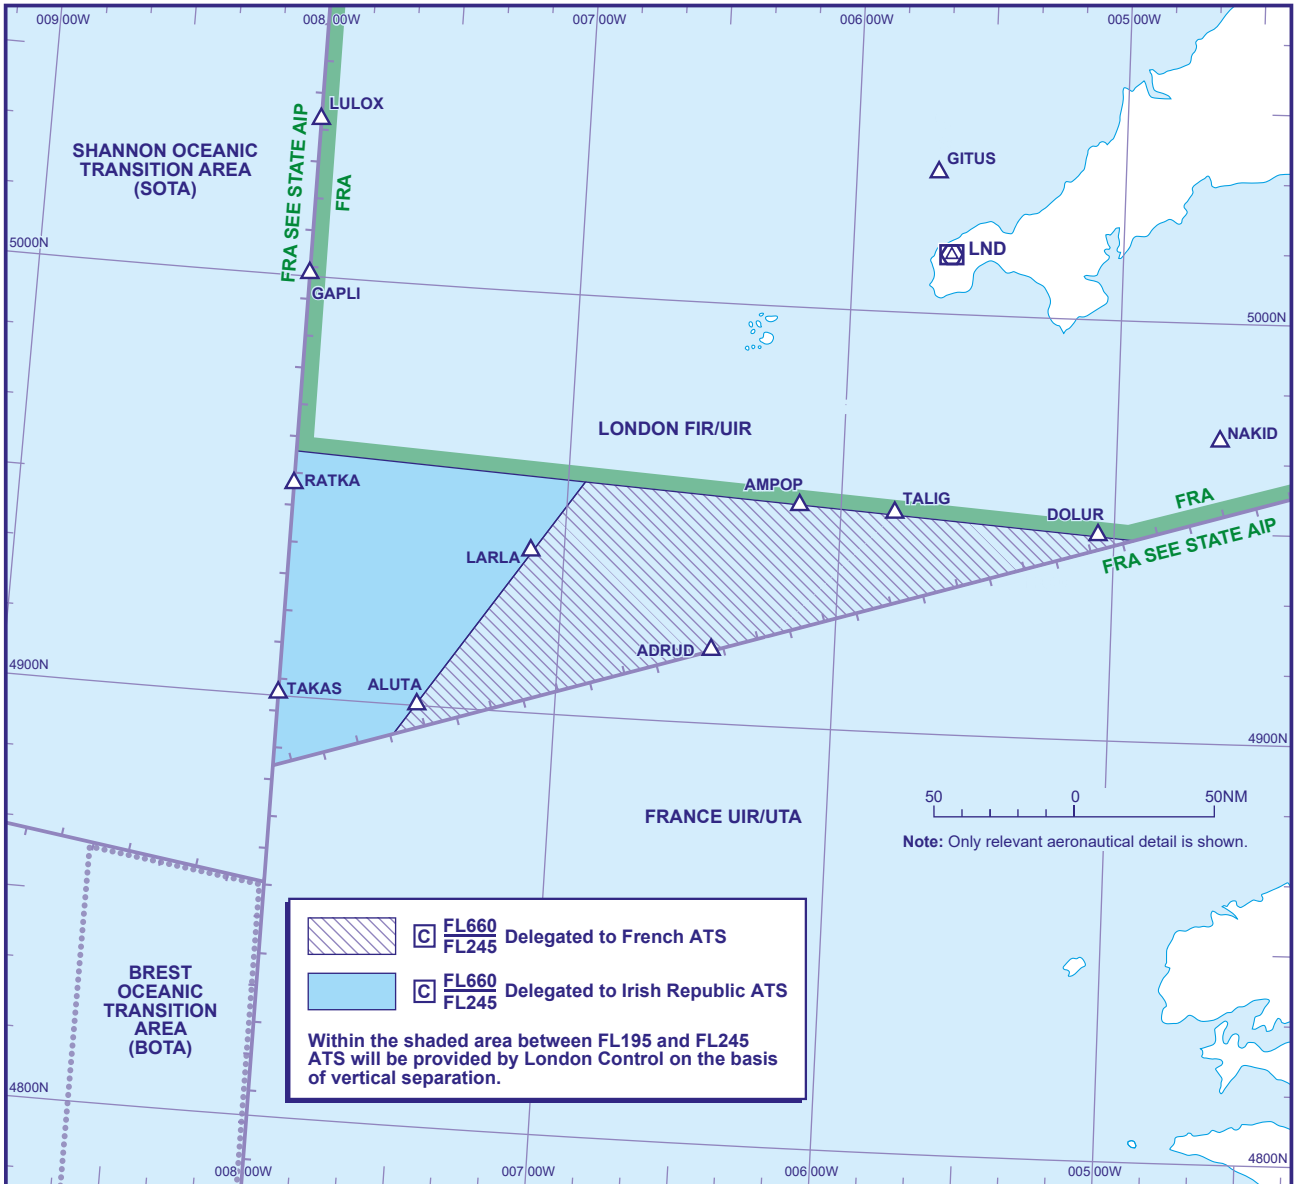 009 00W
008 00W
007 00W
006 00W
005 00W
LULOX
SHANNON OCEANIC
TRANSITION AREA
(SOTA)
FRA SEE STATE AIP
FRA
GITUS
LND
5000N
GAPLI
5000N
LONDON FIR/UIR
NAKID
RATKA
AMPOP
TALIG
DOLUR
FRA
FRA SEE STATE AIP
LARLA
ADRUD
4900N
TAKAS
ALUTA
4900N
50
0
50NM
FRANCE UIR/UTA
Note: Only relevant aeronautical detail is shown.
C FL660
FL245 Delegated to French ATS
C FL660
FL245 Delegated to Irish Republic ATS
Within the shaded area between FL195 and FL245
ATS will be provided by London Control on the basis
of vertical separation.
BREST
OCEANIC
TRANSITION
AREA
(BOTA)
4800N
4800N
008 00W
007 00W
006 00W
005 00W